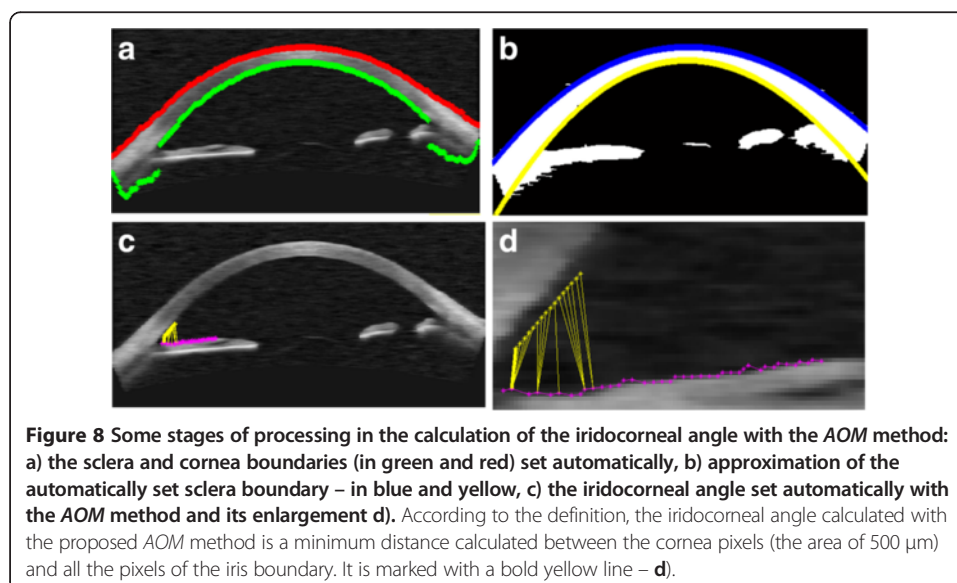 a
b
c
d
Figure 8 Some stages of processing in the calculation of the iridocorneal angle with the AOM method:
a) the sclera and cornea boundaries (in green and red) set automatically, b) approximation of the
automatically set sclera boundary – in blue and yellow, c) the iridocorneal angle set automatically with
the AOM method and its enlargement d). According to the definition, the iridocorneal angle calculated with
the proposed AOM method is a minimum distance calculated between the cornea pixels (the area of 500 μm)
and all the pixels of the iris boundary. It is marked with a bold yellow line – d).